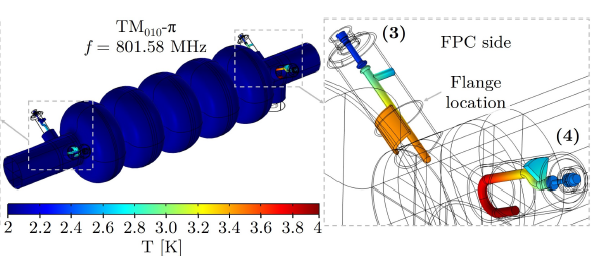 TM010-π
f = 801.58 MHz
(3)
FPC side
Flange
location
(4)
2 2.2 2.4 2.6 2.8 3.0 3.2 3.4 3.6 3.8 4
T [K]